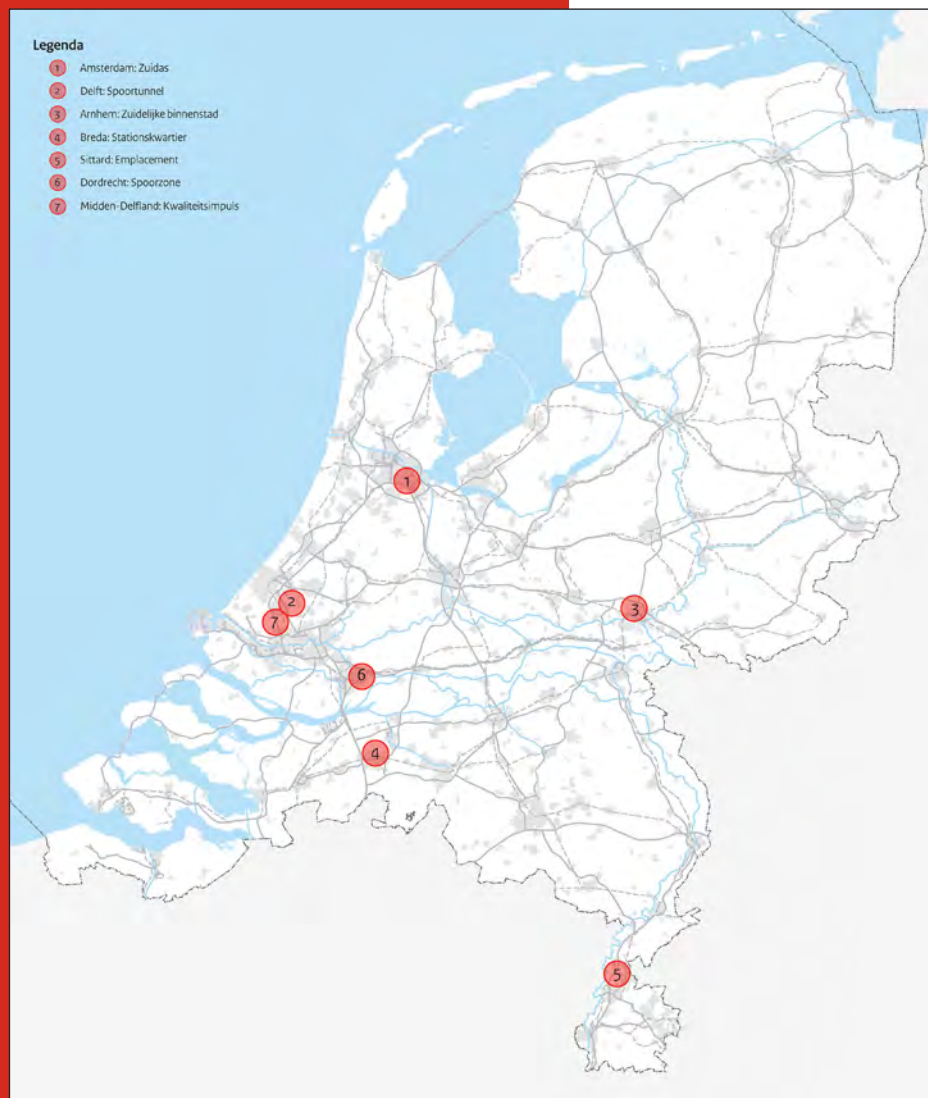 Legenda
1 Amsterdam: Zuidas
2 Delft: Spoortunnel
3 Arnhem: Zuidelijke binnenstad
4 Breda: Stationskwartier
5 Sittard: Emplacement
6 Dordrecht: Spoorzone
7 Midden-Delfland: Kwaliteitsimpuls
1
2
3
7
6
4
5